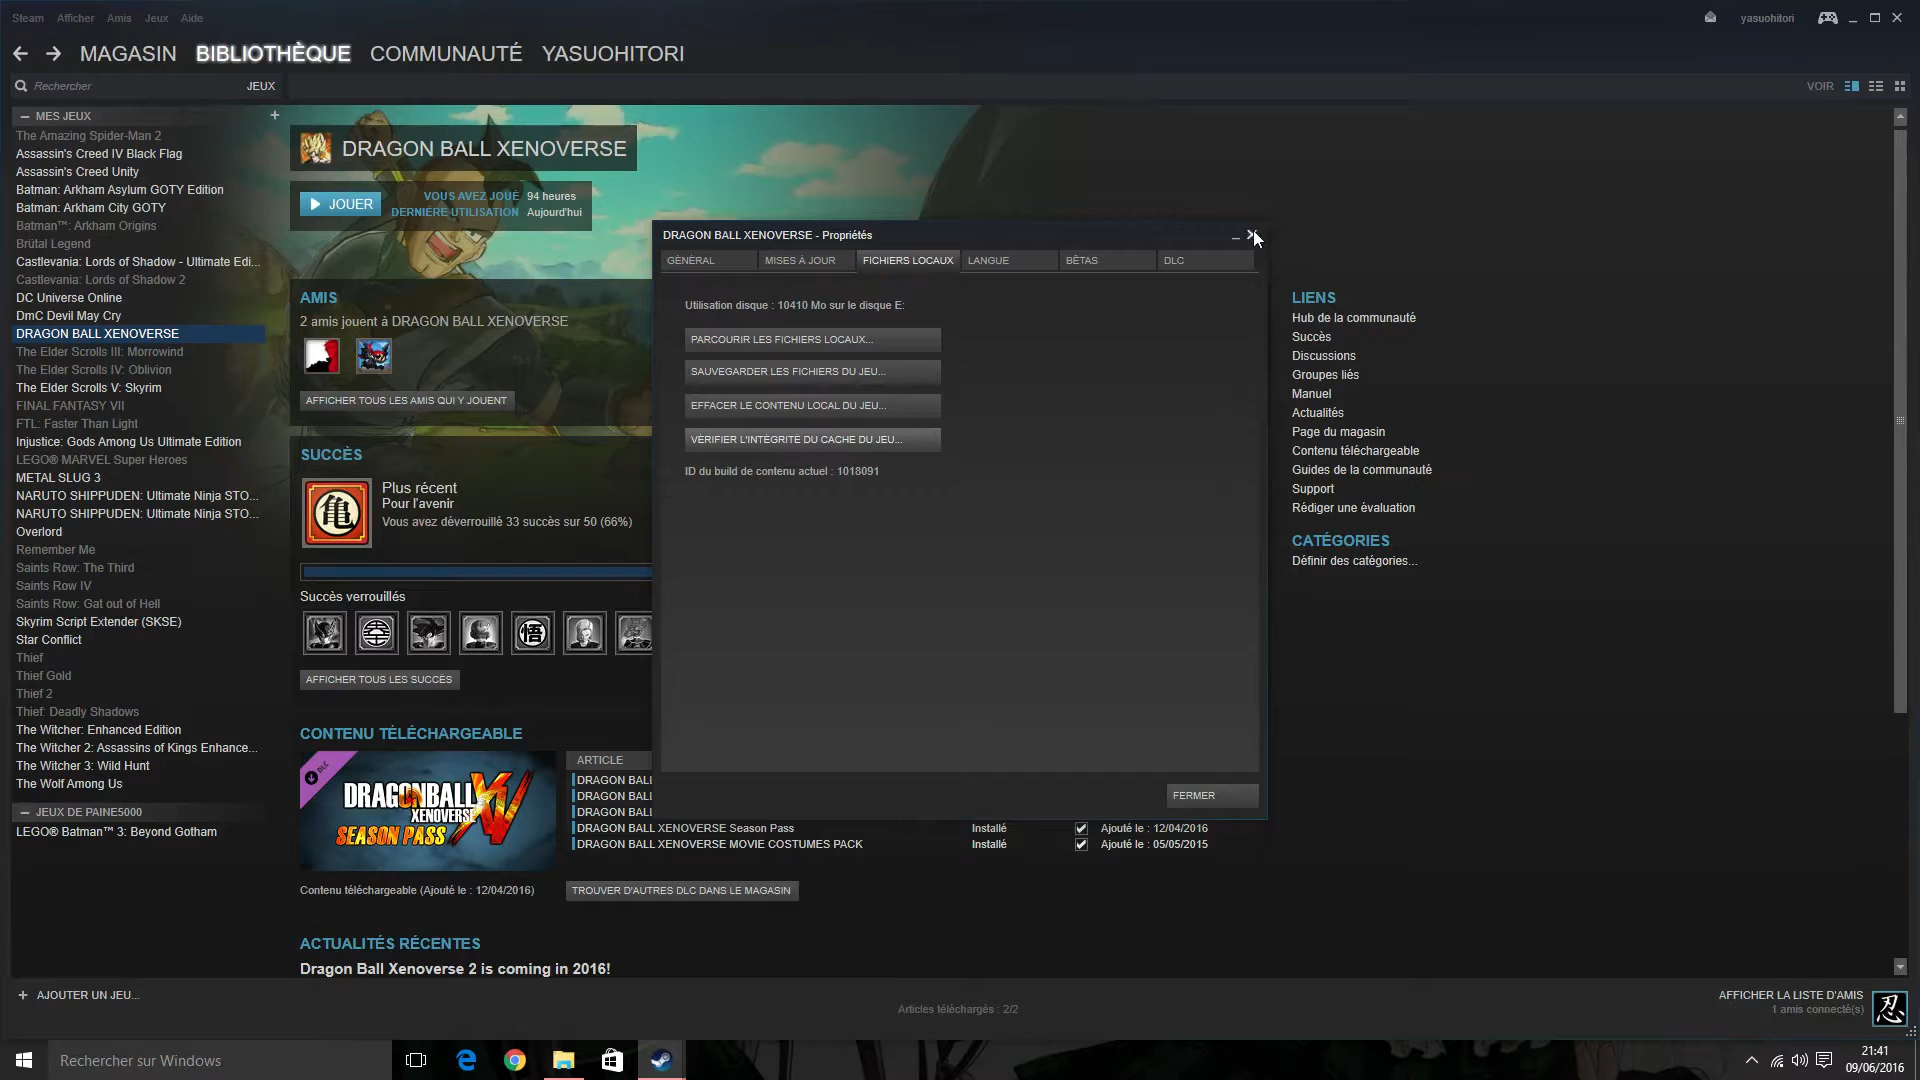 Steam Afficher Amis Jeux Aide
yasuohitori
MAGASIN BIBLIOTHÈQUE COMMUNAUTÉ YASUOHITORI
Rechercher
JEUX
VOIR
— MES JEUX +
The Amazing Spider-Man 2
Assassin's Creed IV Black Flag
Assassin's Creed Unity
Batman: Arkham Asylum GOTY Edition
Batman: Arkham City GOTY
Batman™: Arkham Origins
Brütal Legend
Castlevania: Lords of Shadow - Ultimate Edi...
Castlevania: Lords of Shadow 2
DC Universe Online
DmC Devil May Cry
DRAGON BALL XENOVERSE
The Elder Scrolls III: Morrowind
The Elder Scrolls IV: Oblivion
The Elder Scrolls V: Skyrim
FINAL FANTASY VII
FTL: Faster Than Light
Injustice: Gods Among Us Ultimate Edition
LEGO® MARVEL Super Heroes
METAL SLUG 3
NARUTO SHIPPUDEN: Ultimate Ninja STO...
NARUTO SHIPPUDEN: Ultimate Ninja STO...
Overlord
Remember Me
Saints Row: The Third
Saints Row IV
Saints Row: Gat out of Hell
Skyrim Script Extender (SKSE)
Star Conflict
Thief
Thief Gold
Thief 2
Thief: Deadly Shadows
The Witcher: Enhanced Edition
The Witcher 2: Assassins of Kings Enhance...
The Witcher 3: Wild Hunt
The Wolf Among Us
— JEUX DE PAINE5000
LEGO® Batman™ 3: Beyond Gotham
DRAGON BALL XENOVERSE
JOUER
VOUS AVEZ JOUÉ 94 heures
DERNIÈRE UTILISATION Aujourd'hui
AMIS
2 amis jouent à DRAGON BALL XENOVERSE
AFFICHER TOUS LES AMIS QUI Y JOUENT
SUCCÈS
亀
Plus récent
Pour l'avenir
Vous avez déverrouillé 33 succès sur 50 (66%)
Succès verrouillés
悟
AFFICHER TOUS LES SUCCÈS
CONTENU TÉLÉCHARGEABLE
DLC
DRAGONBALL XV
XENOVERSE
SEASON PASS
Contenu téléchargeable (Ajouté le : 12/04/2016)
ARTICLE
DRAGON BALL
DRAGON BALL
DRAGON BALL
DRAGON BALL XENOVERSE Season Pass Installé Ajouté le : 12/04/2016
DRAGON BALL XENOVERSE MOVIE COSTUMES PACK Installé Ajouté le : 05/05/2015
TROUVER D'AUTRES DLC DANS LE MAGASIN
ACTUALITÉS RÉCENTES
Dragon Ball Xenoverse 2 is coming in 2016!
DRAGON BALL XENOVERSE - Propriétés
GÉNÉRAL MISES À JOUR FICHIERS LOCAUX LANGUE BÊTAS DLC
Utilisation disque : 10410 Mo sur le disque E:
PARCOURIR LES FICHIERS LOCAUX...
SAUVEGARDER LES FICHIERS DU JEU...
EFFACER LE CONTENU LOCAL DU JEU...
VÉRIFIER L'INTÉGRITÉ DU CACHE DU JEU...
ID du build de contenu actuel : 1018091
FERMER
LIENS
Hub de la communauté
Succès
Discussions
Groupes liés
Manuel
Actualités
Page du magasin
Contenu téléchargeable
Guides de la communauté
Support
Rédiger une évaluation
CATÉGORIES
Définir des catégories...
+ AJOUTER UN JEU...
Articles téléchargés : 2/2
AFFICHER LA LISTE D'AMIS
1 amis connecté(s)
忍
Rechercher sur Windows
21:41
09/06/2016